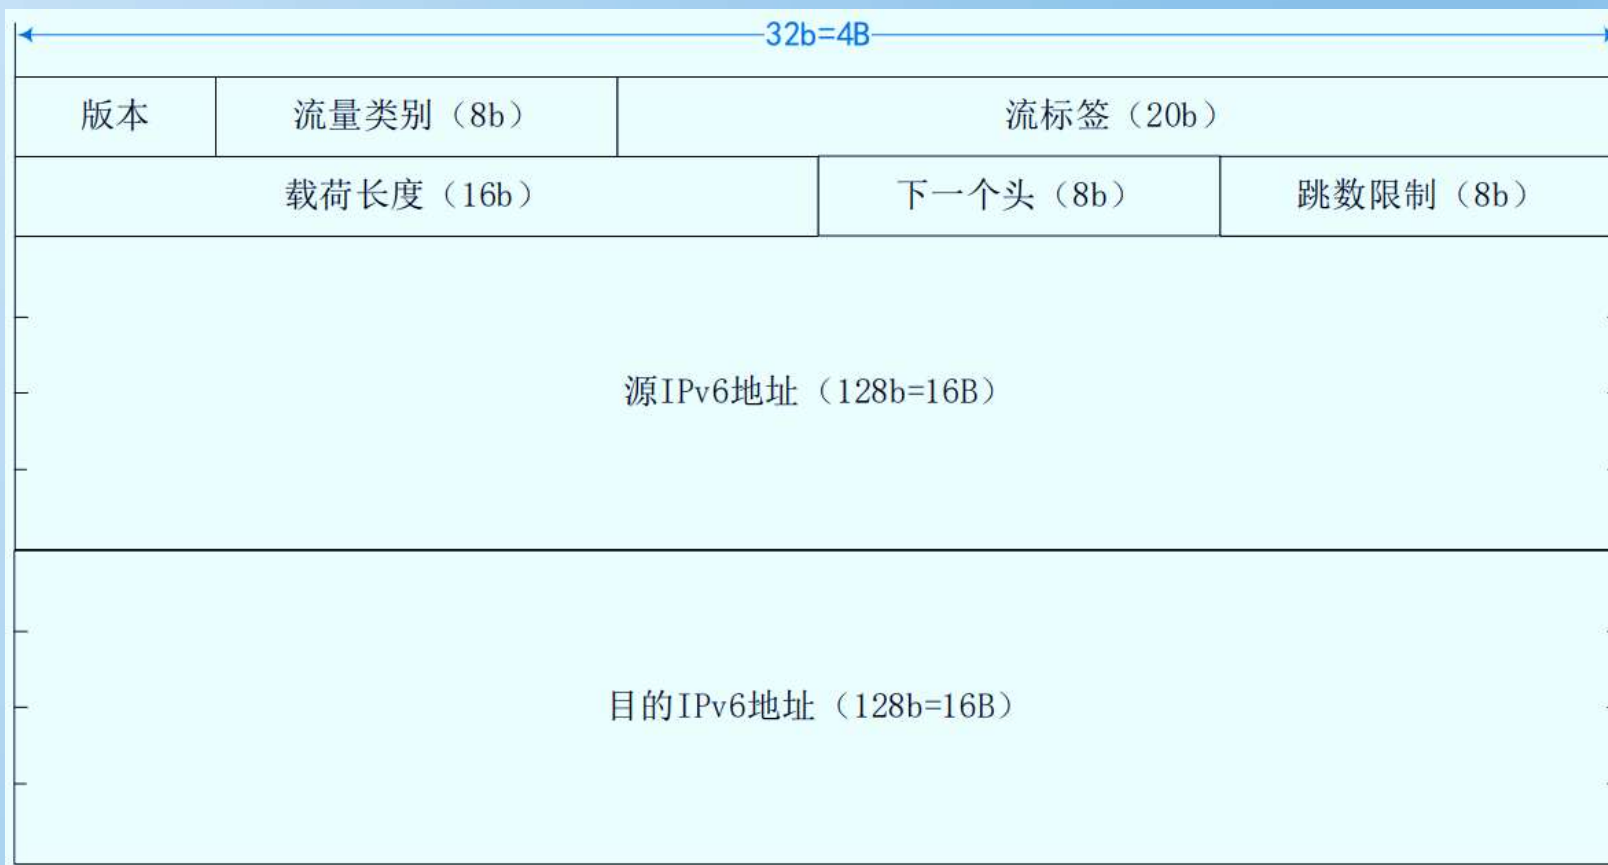 32b=4B
版本 流量类别（8b） 流标签（20b）
载荷长度（16b） 下一个头（8b） 跳数限制（8b）
源IPv6地址（128b=16B）
目的IPv6地址（128b=16B）